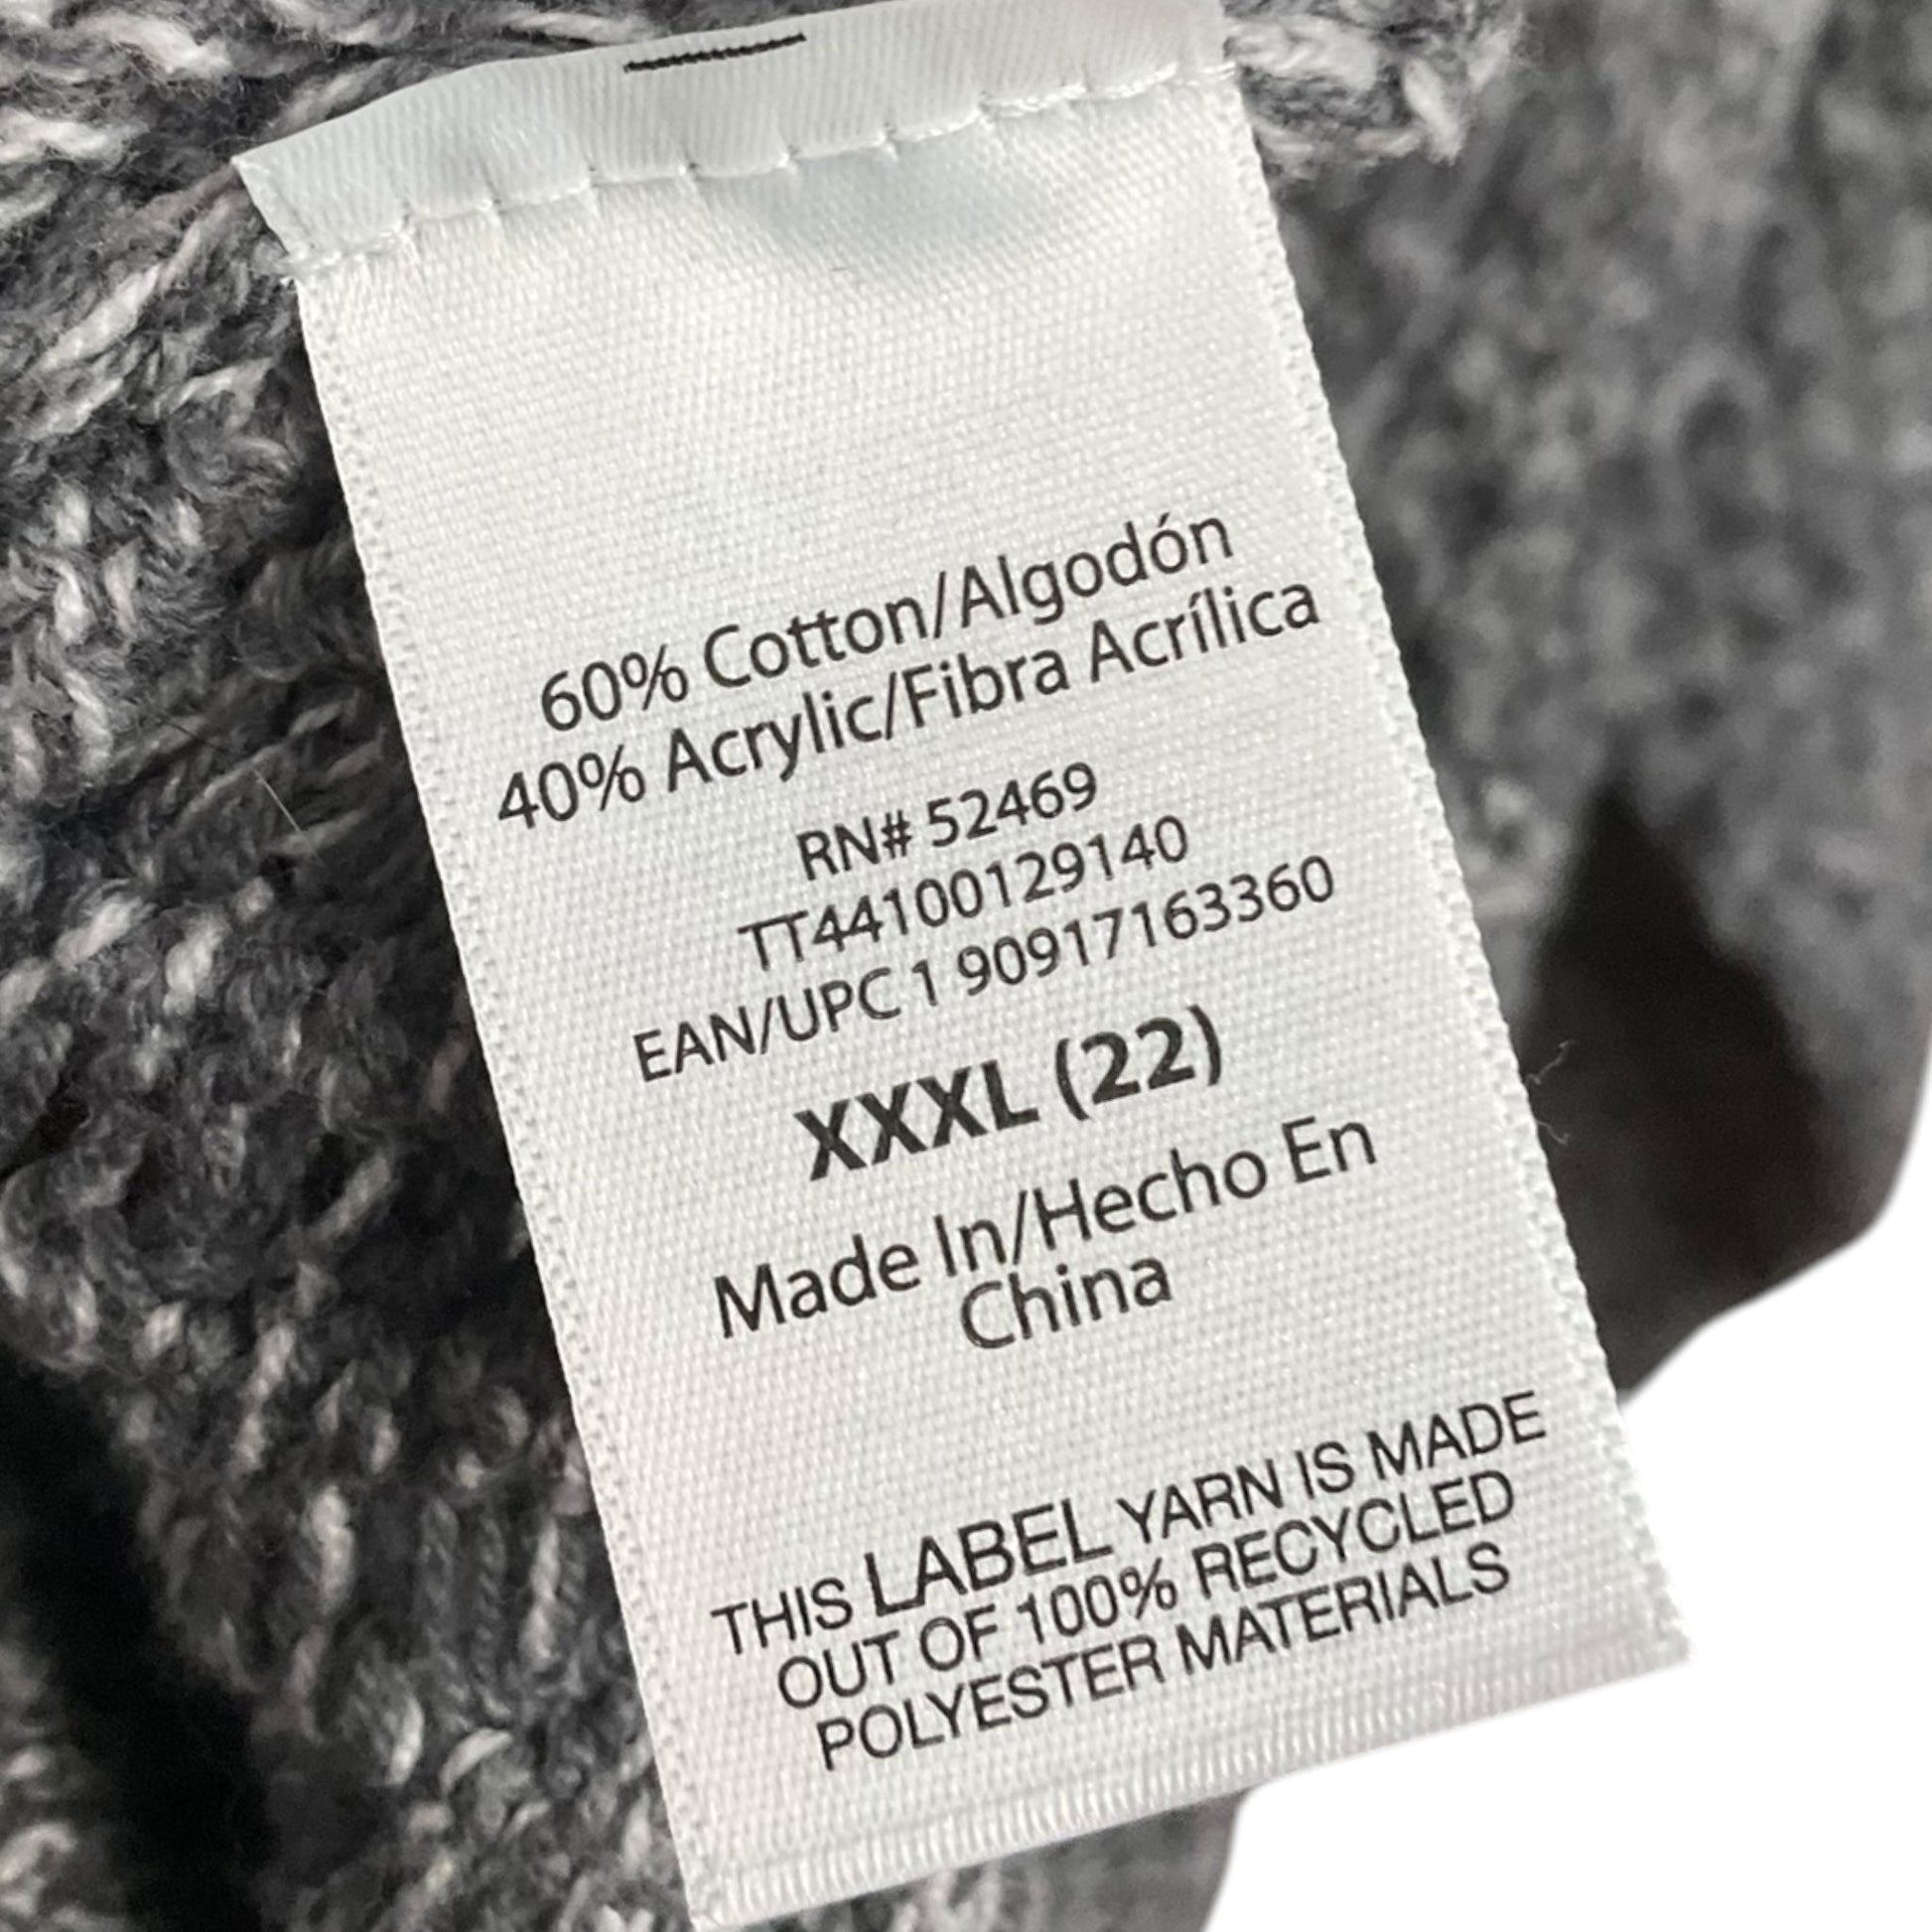 60% Cotton/Algodón
40% Acrylic/Fibra Acrílica
RN# 52469
TT44100129140
EAN/UPC 1 90917163360
XXXL (22)
Made In/Hecho En
China
THIS LABEL YARN IS MADE
OUT OF 100% RECYCLED
POLYESTER MATERIALS